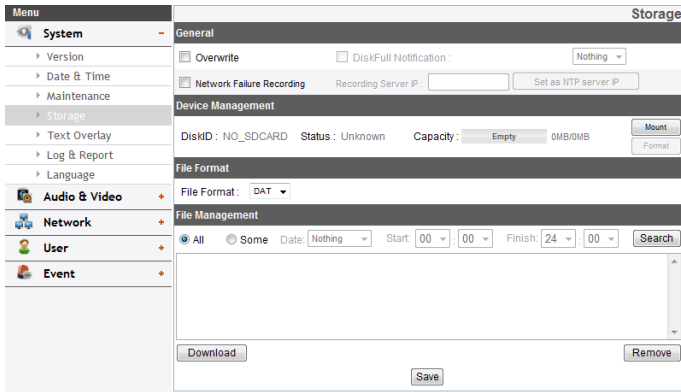 Menu
Storage
System -
General
Version
Overwrite DiskFull Notification : Nothing
Date & Time
Maintenance
Network Failure Recording Recording Server IP : Set as NTP server IP
Storage
Device Management
Text Overlay
DiskID : NO_SDCARD Status : Unknown Capacity : Empty 0MB/0MB Mount
Format
Log & Report
Language
File Format
Audio & Video +
File Format : DAT
Network +
File Management
User +
All Some Date: Nothing Start: 00 : 00 Finish: 24 : 00 Search
Event +
Download Remove
Save